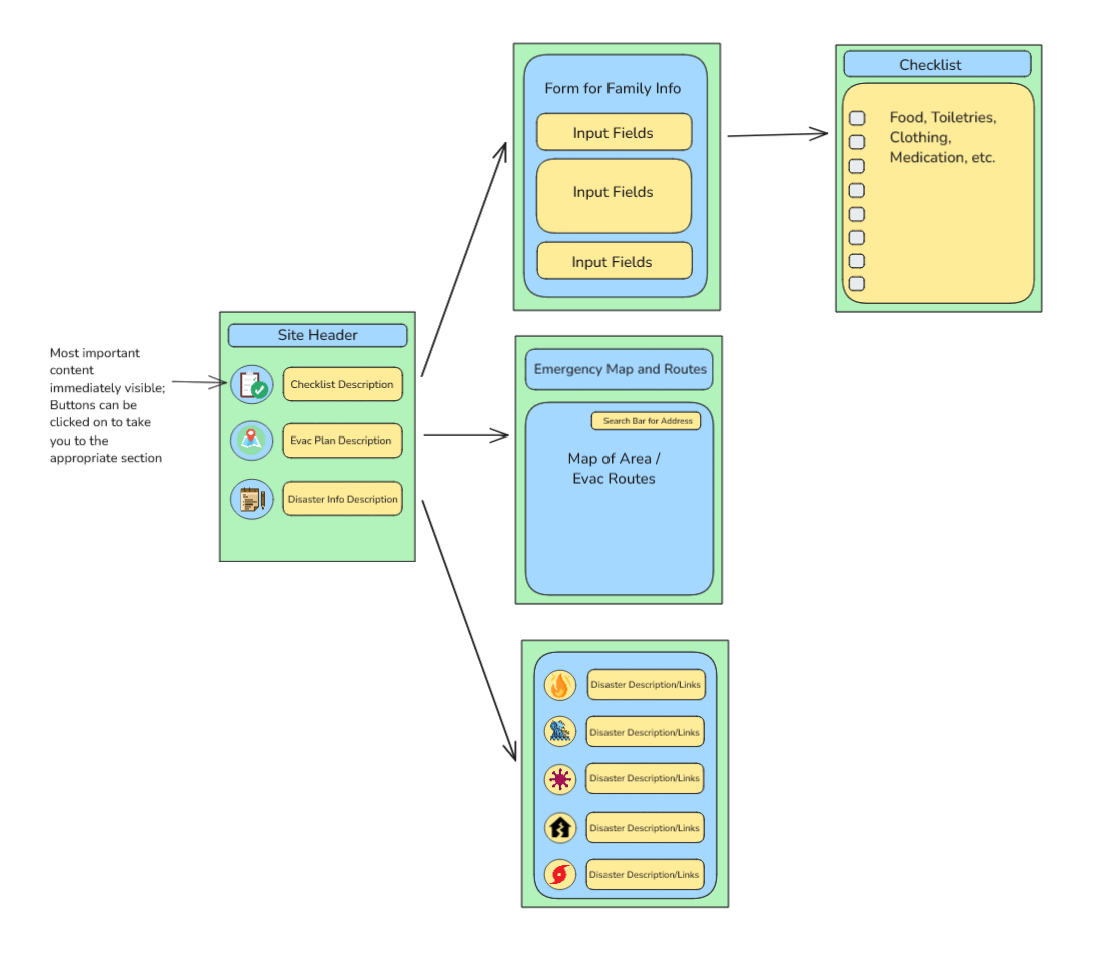 Form for Family Info
Input Fields
Input Fields
Input Fields
Checklist
Food, Toiletries,
Clothing,
Medication, etc.
Most important
content
immediately visible;
Buttons can be
clicked on to take
you to the
appropriate section
Site Header
Checklist Description
Evac Plan Description
Disaster Info Description
Emergency Map and Routes
Search Bar for Address
Map of Area /
Evac Routes
Disaster Description/Links
Disaster Description/Links
Disaster Description/Links
Disaster Description/Links
Disaster Description/Links